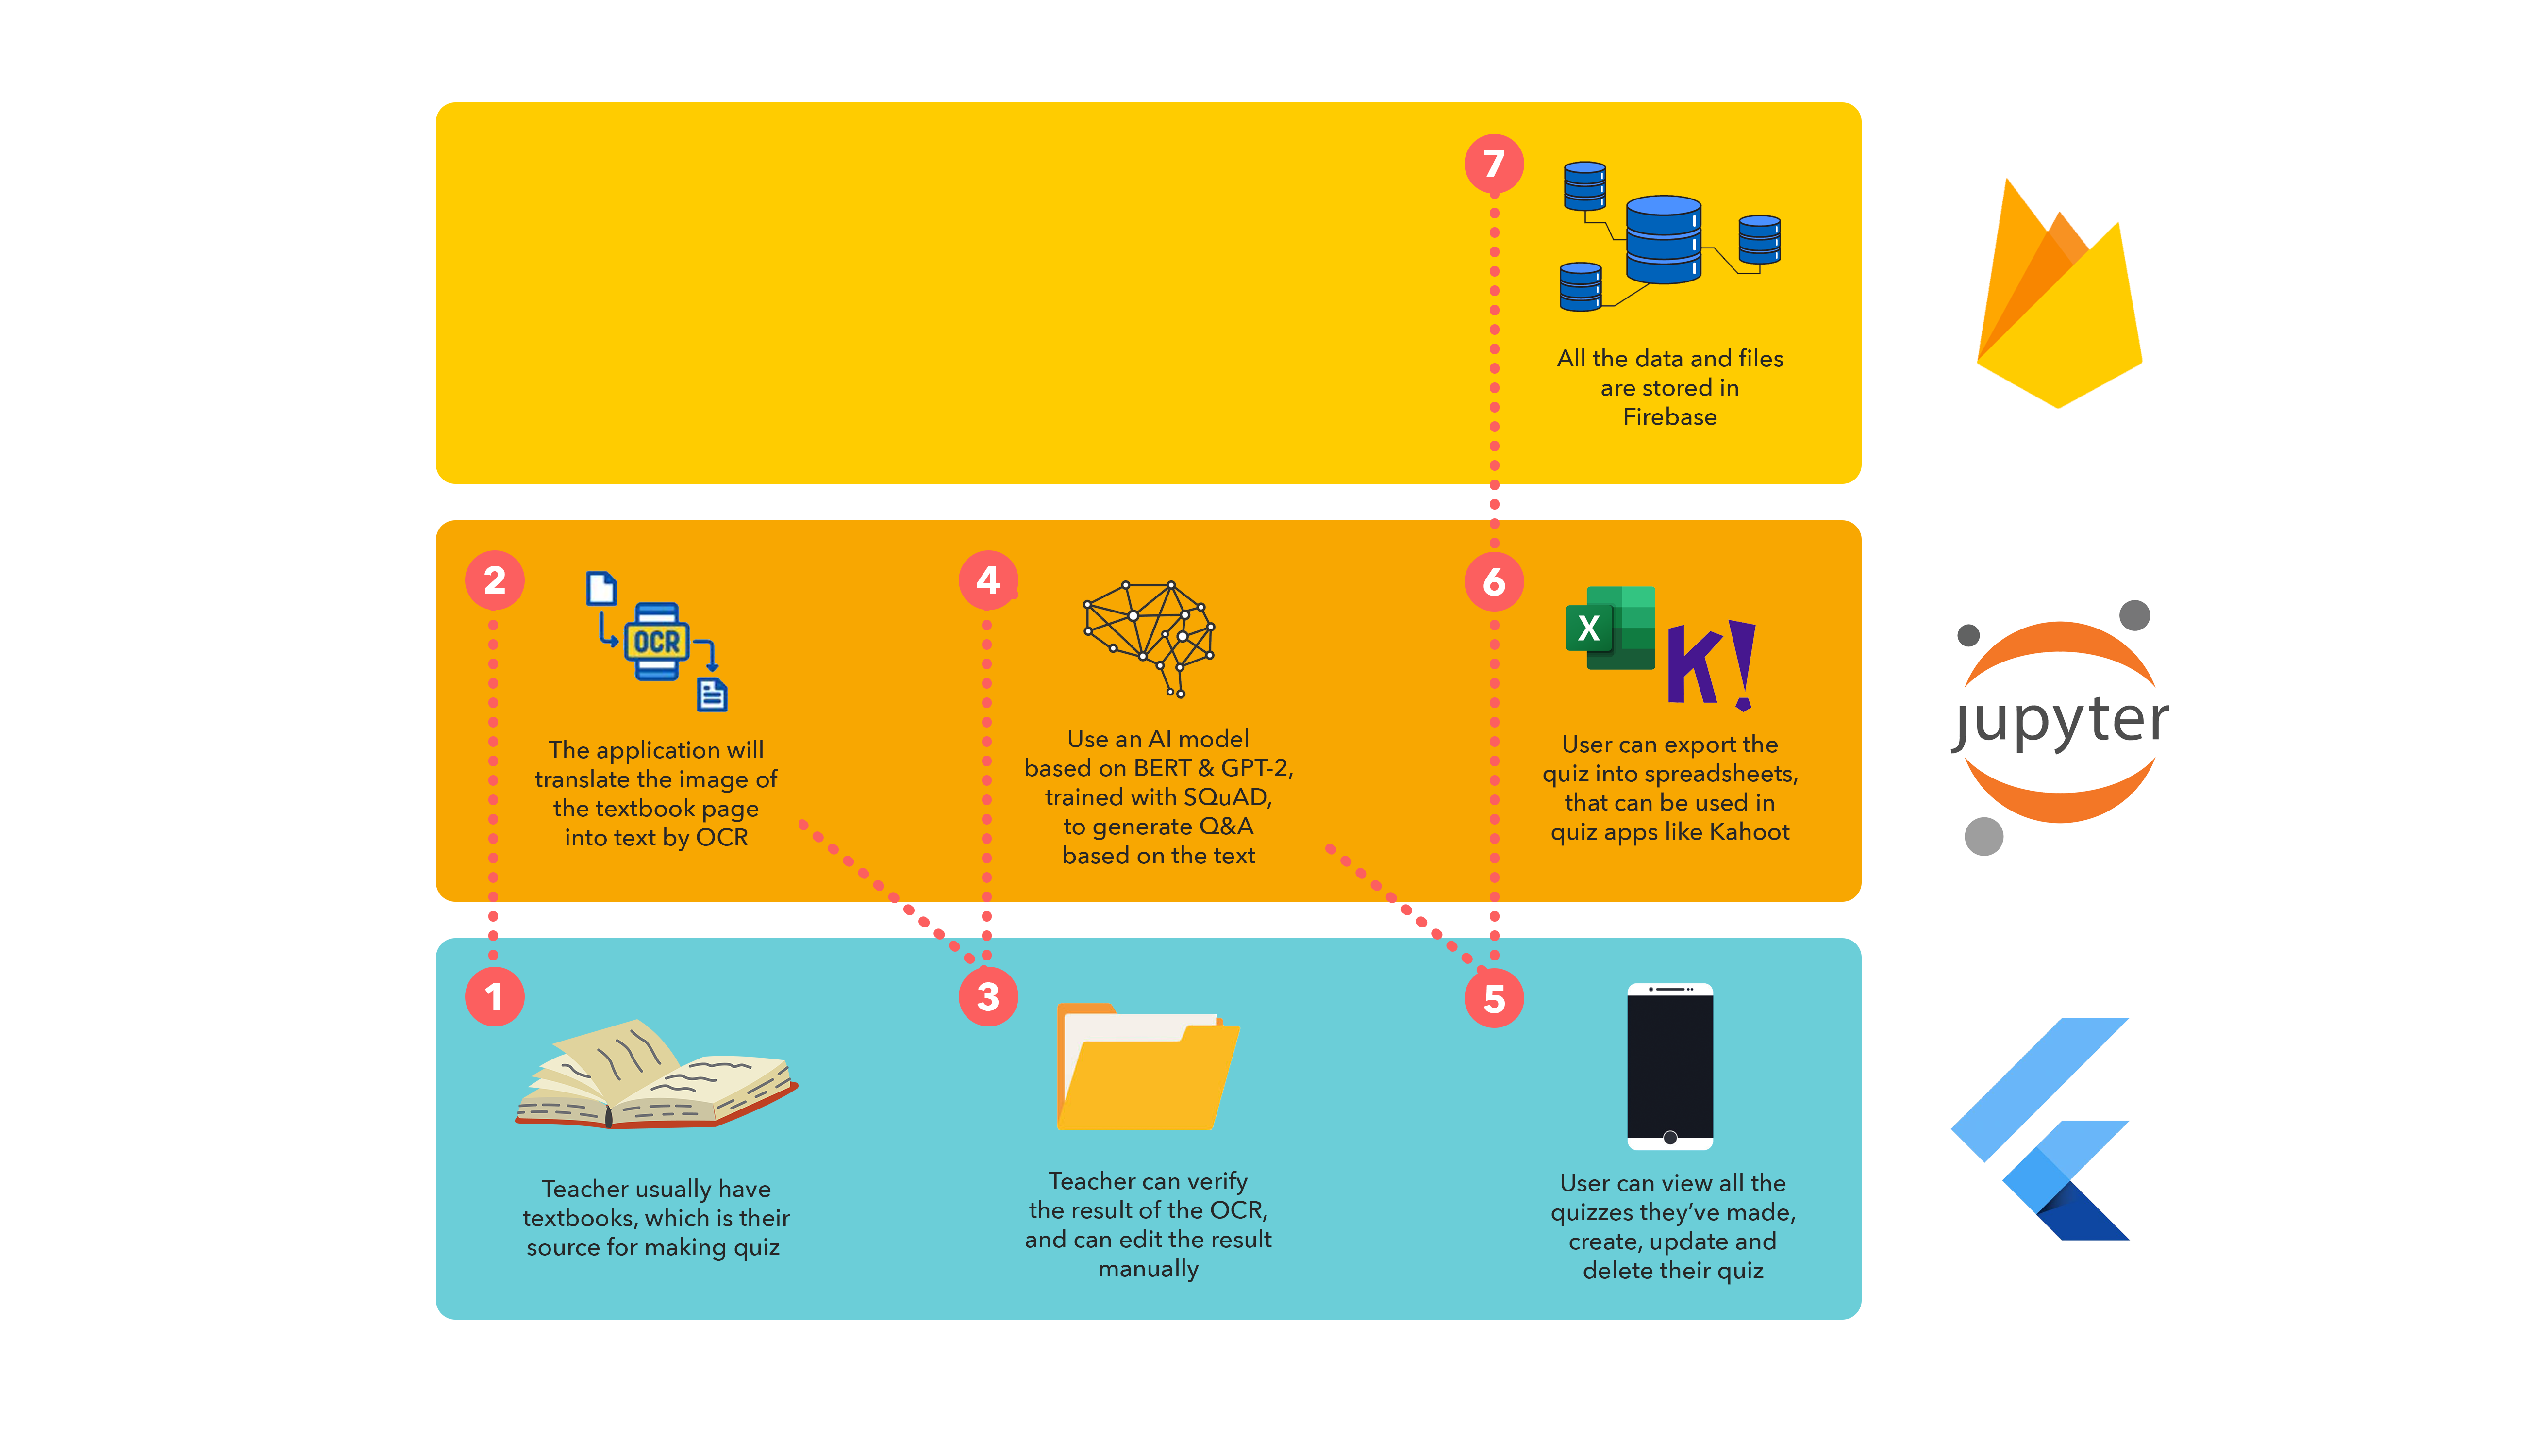 7
All the data and files
are stored in
Firebase
2
OCR
The application will
translate the image of
the textbook page
into text by OCR
4
Use an AI model
based on BERT & GPT-2,
trained with SQuAD,
to generate Q&A
based on the text
6
X
K!
User can export the
quiz into spreadsheets,
that can be used in
quiz apps like Kahoot
jupyter
1
Teacher usually have
textbooks, which is their
source for making quiz
3
Teacher can verify
the result of the OCR,
and can edit the result
manually
5
User can view all the
quizzes they’ve made,
create, update and
delete their quiz